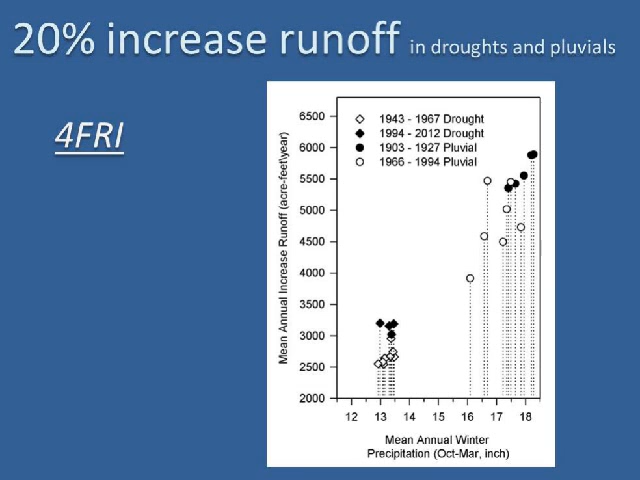 20% increase runoff in droughts and pluvials
4FRI
1943 - 1967 Drought
1994 - 2012 Drought
1903 - 1927 Pluvial
1966 - 1994 Pluvial
6500
6000
5500
5000
4500
4000
3500
3000
2500
2000
Mean Annual Increase Runoff (acre-feet\year)
12 13 14 15 16 17 18
Mean Annual Winter
Precipitation (Oct-Mar, inch)